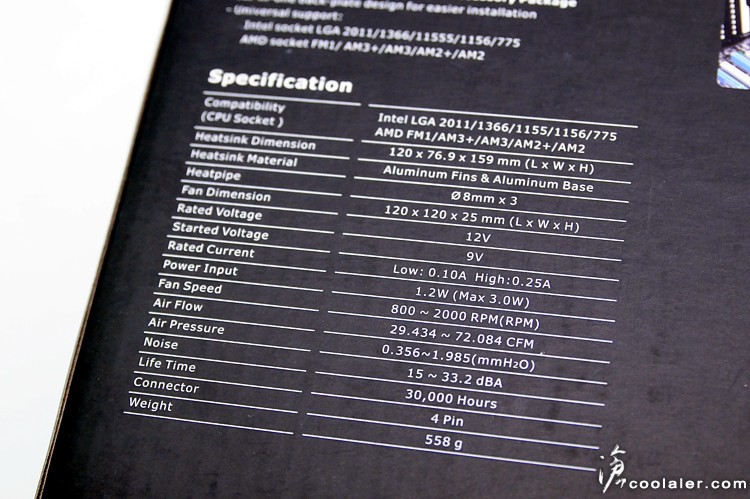 back-plate design for easier installation
- Universal support:
Intel socket LGA 2011/1366/11555/1156/775
AMD socket FM1/ AM3+/AM3/AM2+/AM2
Specification
Compatibility
(CPU Socket )
Intel LGA 2011/1366/1155/1156/775
AMD FM1/AM3+/AM3/AM2+/AM2
Heatsink Dimension
120 x 76.9 x 159 mm (L x W x H)
Heatsink Material
Aluminum Fins & Aluminum Base
Heatpipe
Ø8mm x 3
Fan Dimension
120 x 120 x 25 mm (L x W x H)
Rated Voltage
12V
Started Voltage
9V
Rated Current
Low: 0.10A High:0.25A
Power Input
1.2W (Max 3.0W)
Fan Speed
800 ~ 2000 RPM(RPM)
Air Flow
29.434 ~ 72.084 CFM
Air Pressure
0.356~1.985(mmH₂O)
Noise
15 ~ 33.2 dBA
Life Time
30,000 Hours
Connector
4 Pin
Weight
558 g
滄 coolaler.com